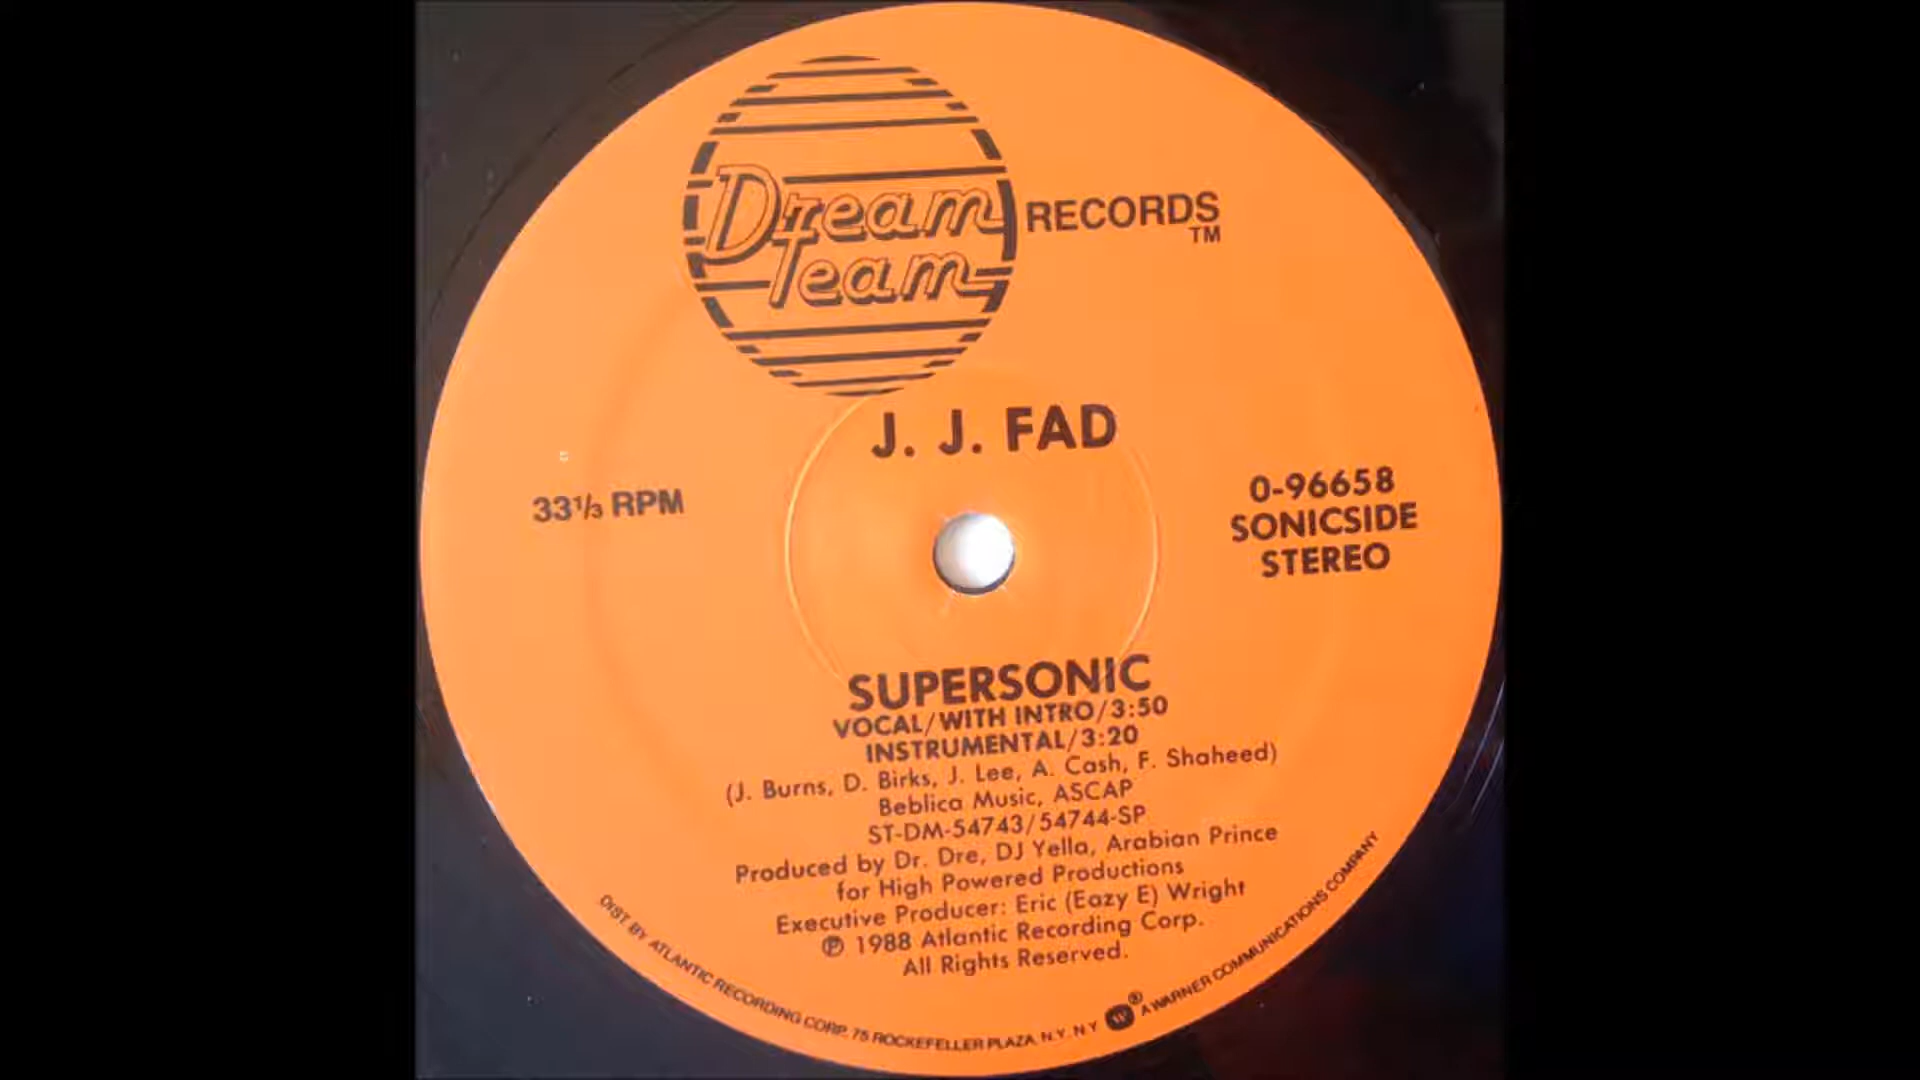 Dream
Team
RECORDS
TM
J. J. FAD
33⅓ RPM
0-96658
SONICSIDE
STEREO
SUPERSONIC
VOCAL/WITH INTRO/3:50
INSTRUMENTAL/3:20
(J. Burns, D. Birks, J. Lee, A. Cash, F. Shaheed)
Beblica Music, ASCAP
ST-DM-54743/54744-SP
Produced by Dr. Dre, DJ Yella, Arabian Prince
for High Powered Productions
Executive Producer: Eric (Eazy E) Wright
℗ 1988 Atlantic Recording Corp.
All Rights Reserved.
DIST. BY ATLANTIC RECORDING CORP. 75 ROCKEFELLER PLAZA, N.Y. N.Y. ® A WARNER COMMUNICATIONS COMPANY